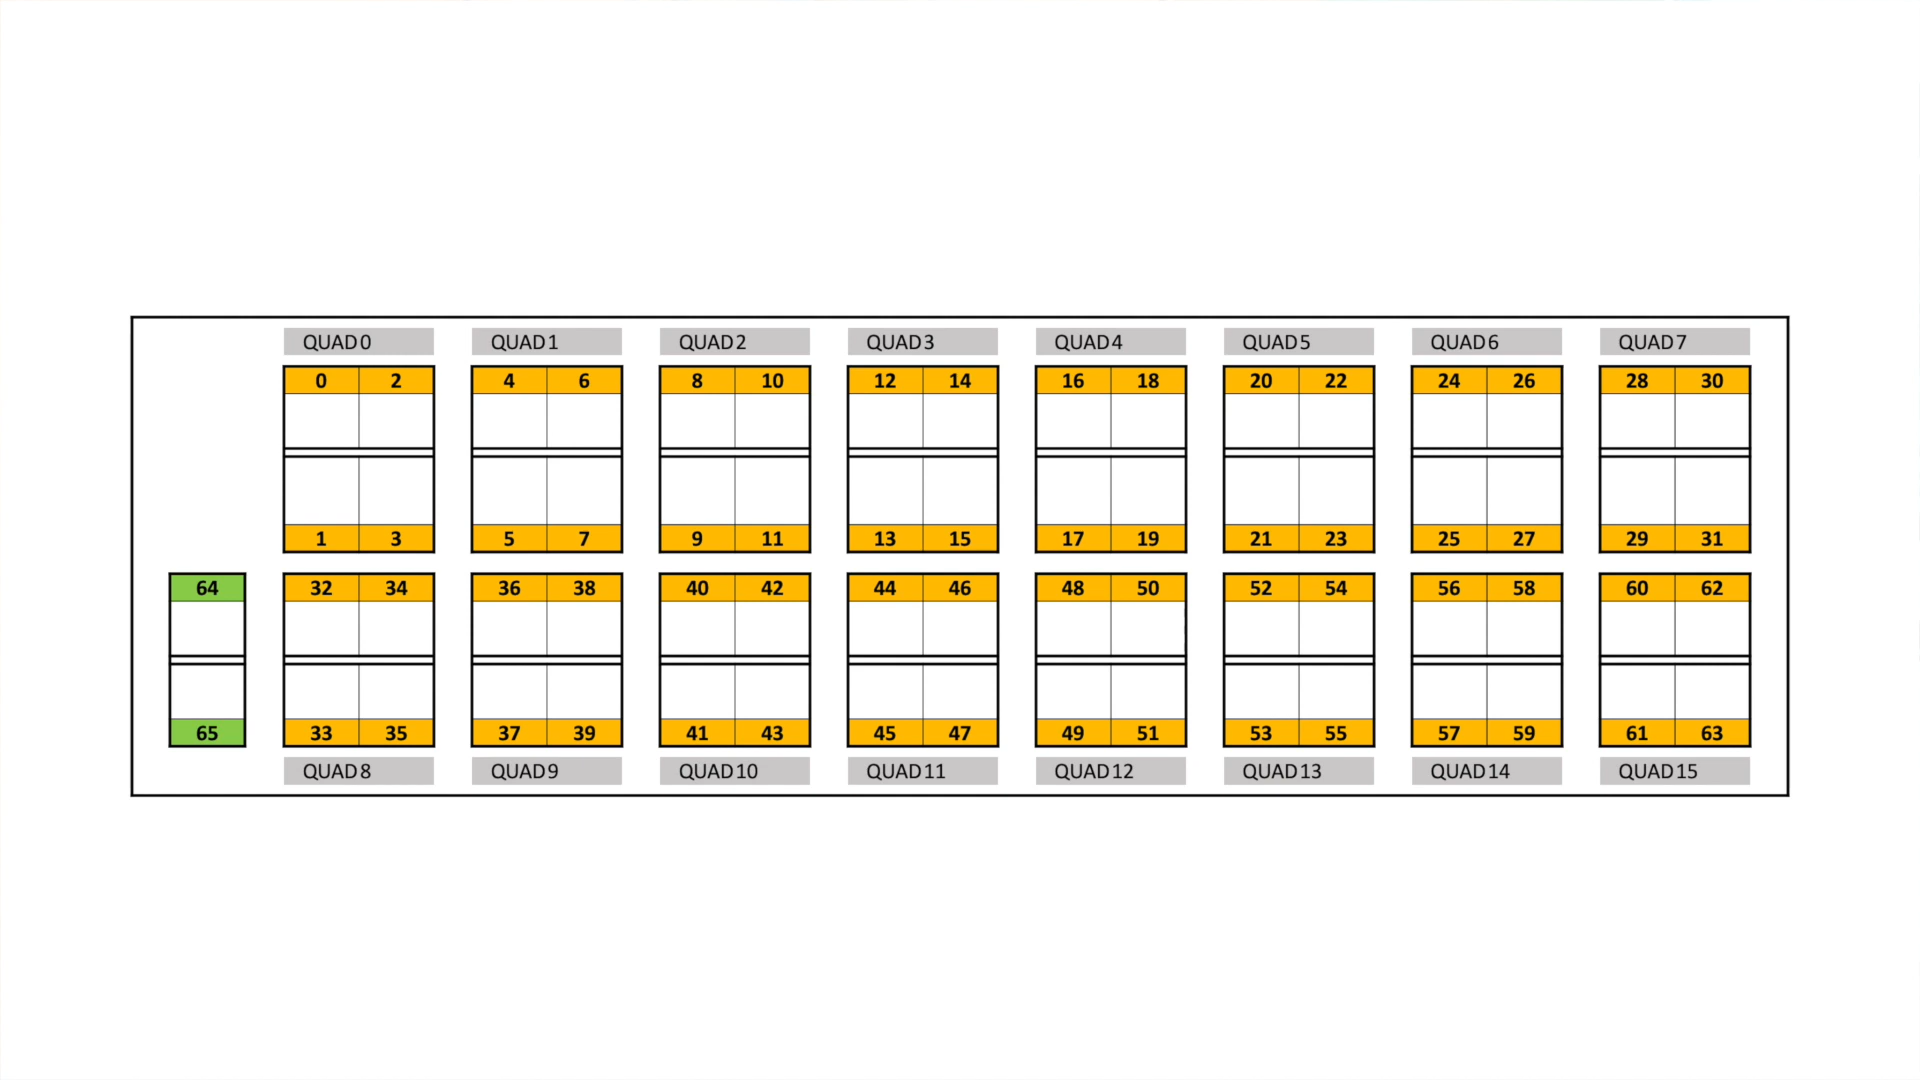 QUAD0 QUAD1 QUAD2 QUAD3 QUAD4 QUAD5 QUAD6 QUAD7
0 2 4 6 8 10 12 14 16 18 20 22 24 26 28 30
1 3 5 7 9 11 13 15 17 19 21 23 25 27 29 31
64 32 34 36 38 40 42 44 46 48 50 52 54 56 58 60 62
65 33 35 37 39 41 43 45 47 49 51 53 55 57 59 61 63
QUAD8 QUAD9 QUAD10 QUAD11 QUAD12 QUAD13 QUAD14 QUAD15